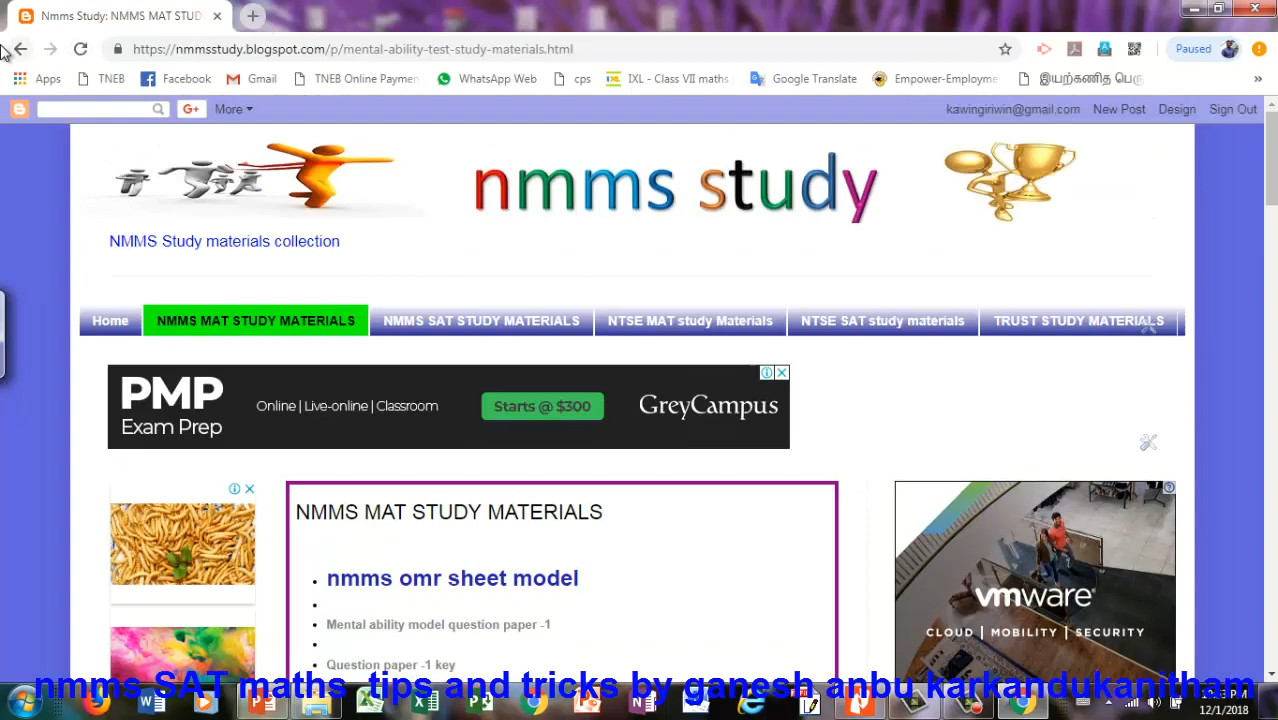 Nmms Study: NMMS MAT STUD
https://nmmsstudy.blogspot.com/p/mental-ability-test-study-materials.html
Paused
Apps TNEB Facebook Gmail TNEB Online Paymen WhatsApp Web cps IXL - Class VII maths Google Translate Empower-Employme இயற்கணித பெரு »
G+ More kawingiriwin@gmail.com New Post Design Sign Out
nmms study
NMMS Study materials collection
Home NMMS MAT STUDY MATERIALS NMMS SAT STUDY MATERIALS NTSE MAT study Materials NTSE SAT study materials TRUST STUDY MATERIALS
PMP
Exam Prep
Online | Live-online | Classroom
Starts @ $300
GreyCampus
NMMS MAT STUDY MATERIALS
nmms omr sheet model
Mental ability model question paper -1
Question paper -1 key
vmware
CLOUD | MOBILITY | SECURITY
nmms SAT maths tips and tricks by ganesh anbu karkandukanitham
12/1/2018